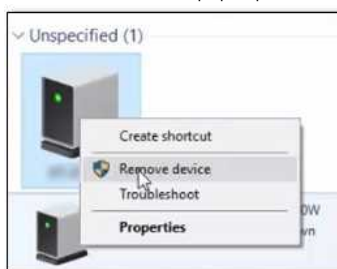 Unspecified (1)
Create shortcut
Remove device
Troubleshoot
Properties